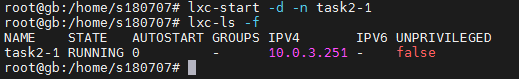 root@gb:/home/s180707# lxc-start -d -n task2-1
root@gb:/home/s180707# lxc-ls -f
NAME    STATE   AUTOSTART GROUPS IPV4       IPV6 UNPRIVILEGED
task2-1 RUNNING 0         -      10.0.3.251 -    false
root@gb:/home/s180707#